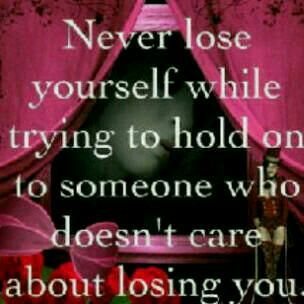 Never lose
yourself while
trying to hold on
to someone who
doesn't care
about losing you.